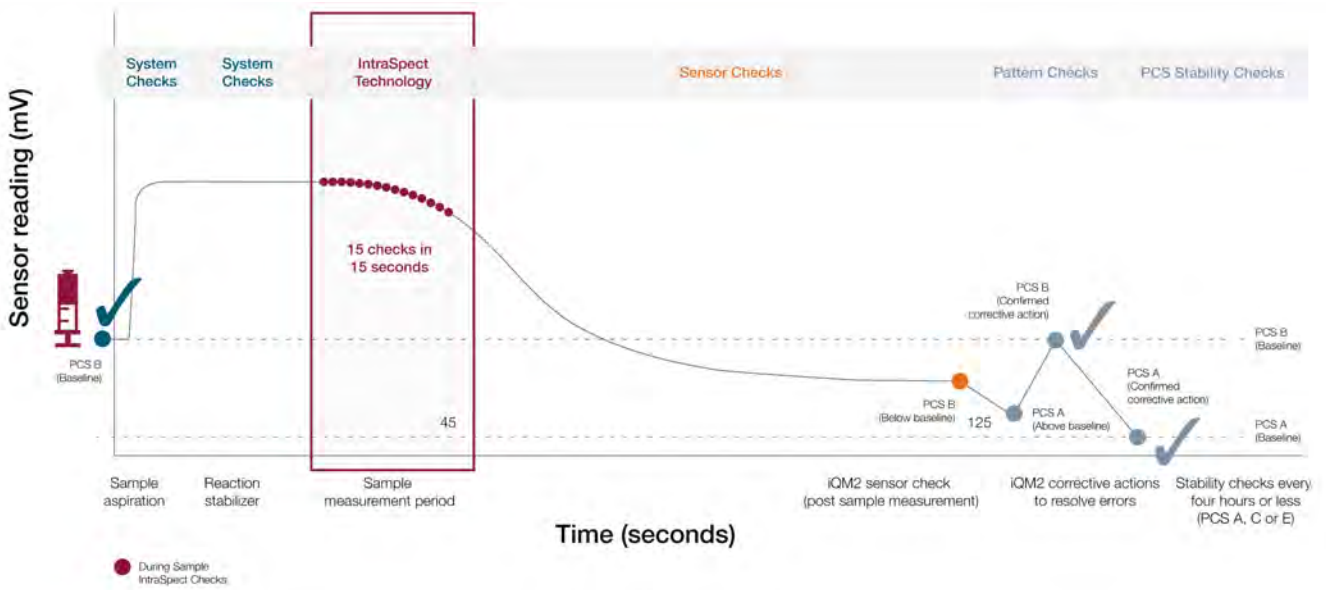 System
Checks
System
Checks
IntraSpect
Technology
Sensor Checks
Pattern Checks
PCS Stability Checks
Sensor reading (mV)
15 checks in
15 seconds
PCS B
(Baseline)
PCS B
(Confirmed
corrective action)
PCS B
(Baseline)
PCS A
(Confirmed
corrective action)
PCS B
(Below baseline)
PCS A
(Above baseline)
PCS A
(Baseline)
45
125
Sample
aspiration
Reaction
stabilizer
Sample
measurement period
iQM2 sensor check
(post sample measurement)
iQM2 corrective actions
to resolve errors
Stability checks every
four hours or less
(PCS A, C or E)
Time (seconds)
During Sample
IntraSpect Checks